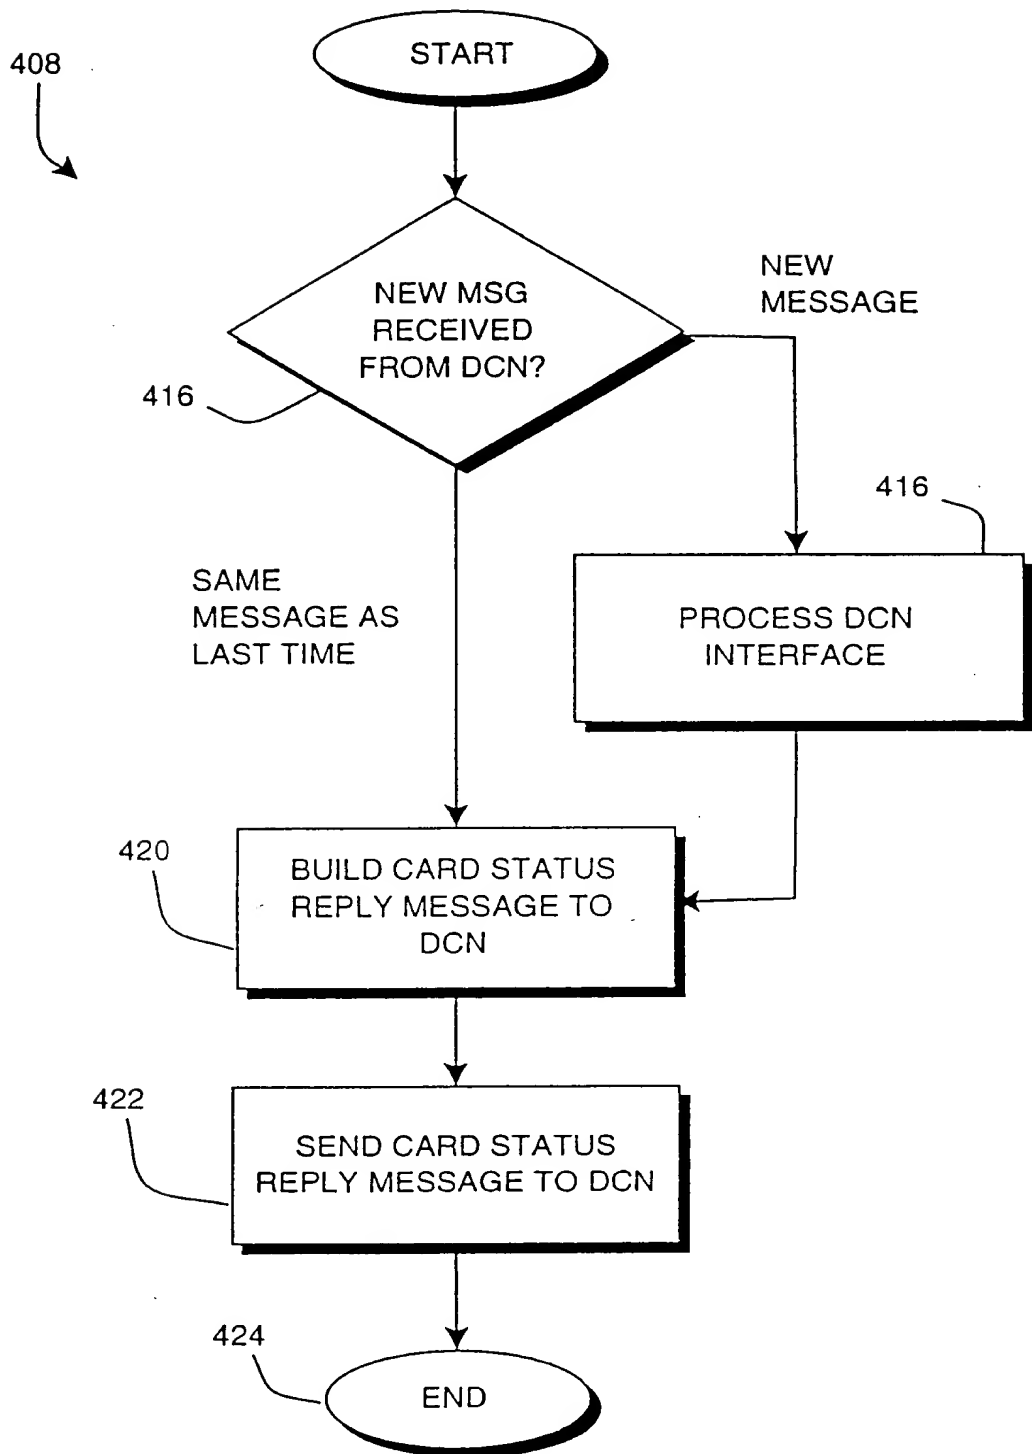 START
408
NEW MSG
RECEIVED
FROM DCN?
NEW
MESSAGE
416
416
SAME
MESSAGE AS
LAST TIME
PROCESS DCN
INTERFACE
420
BUILD CARD STATUS
REPLY MESSAGE TO
DCN
422
SEND CARD STATUS
REPLY MESSAGE TO DCN
424
END